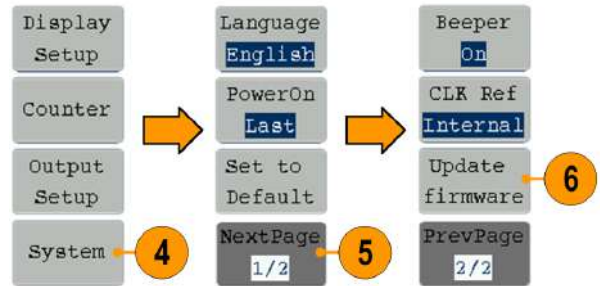 Display
Setup
Counter
Output
Setup
System
4
Language
English
PowerOn
Last
Set to
Default
NextPage
1/2
5
Beeper
On
CLK Ref
Internal
Update
firmware
6
PrevPage
2/2